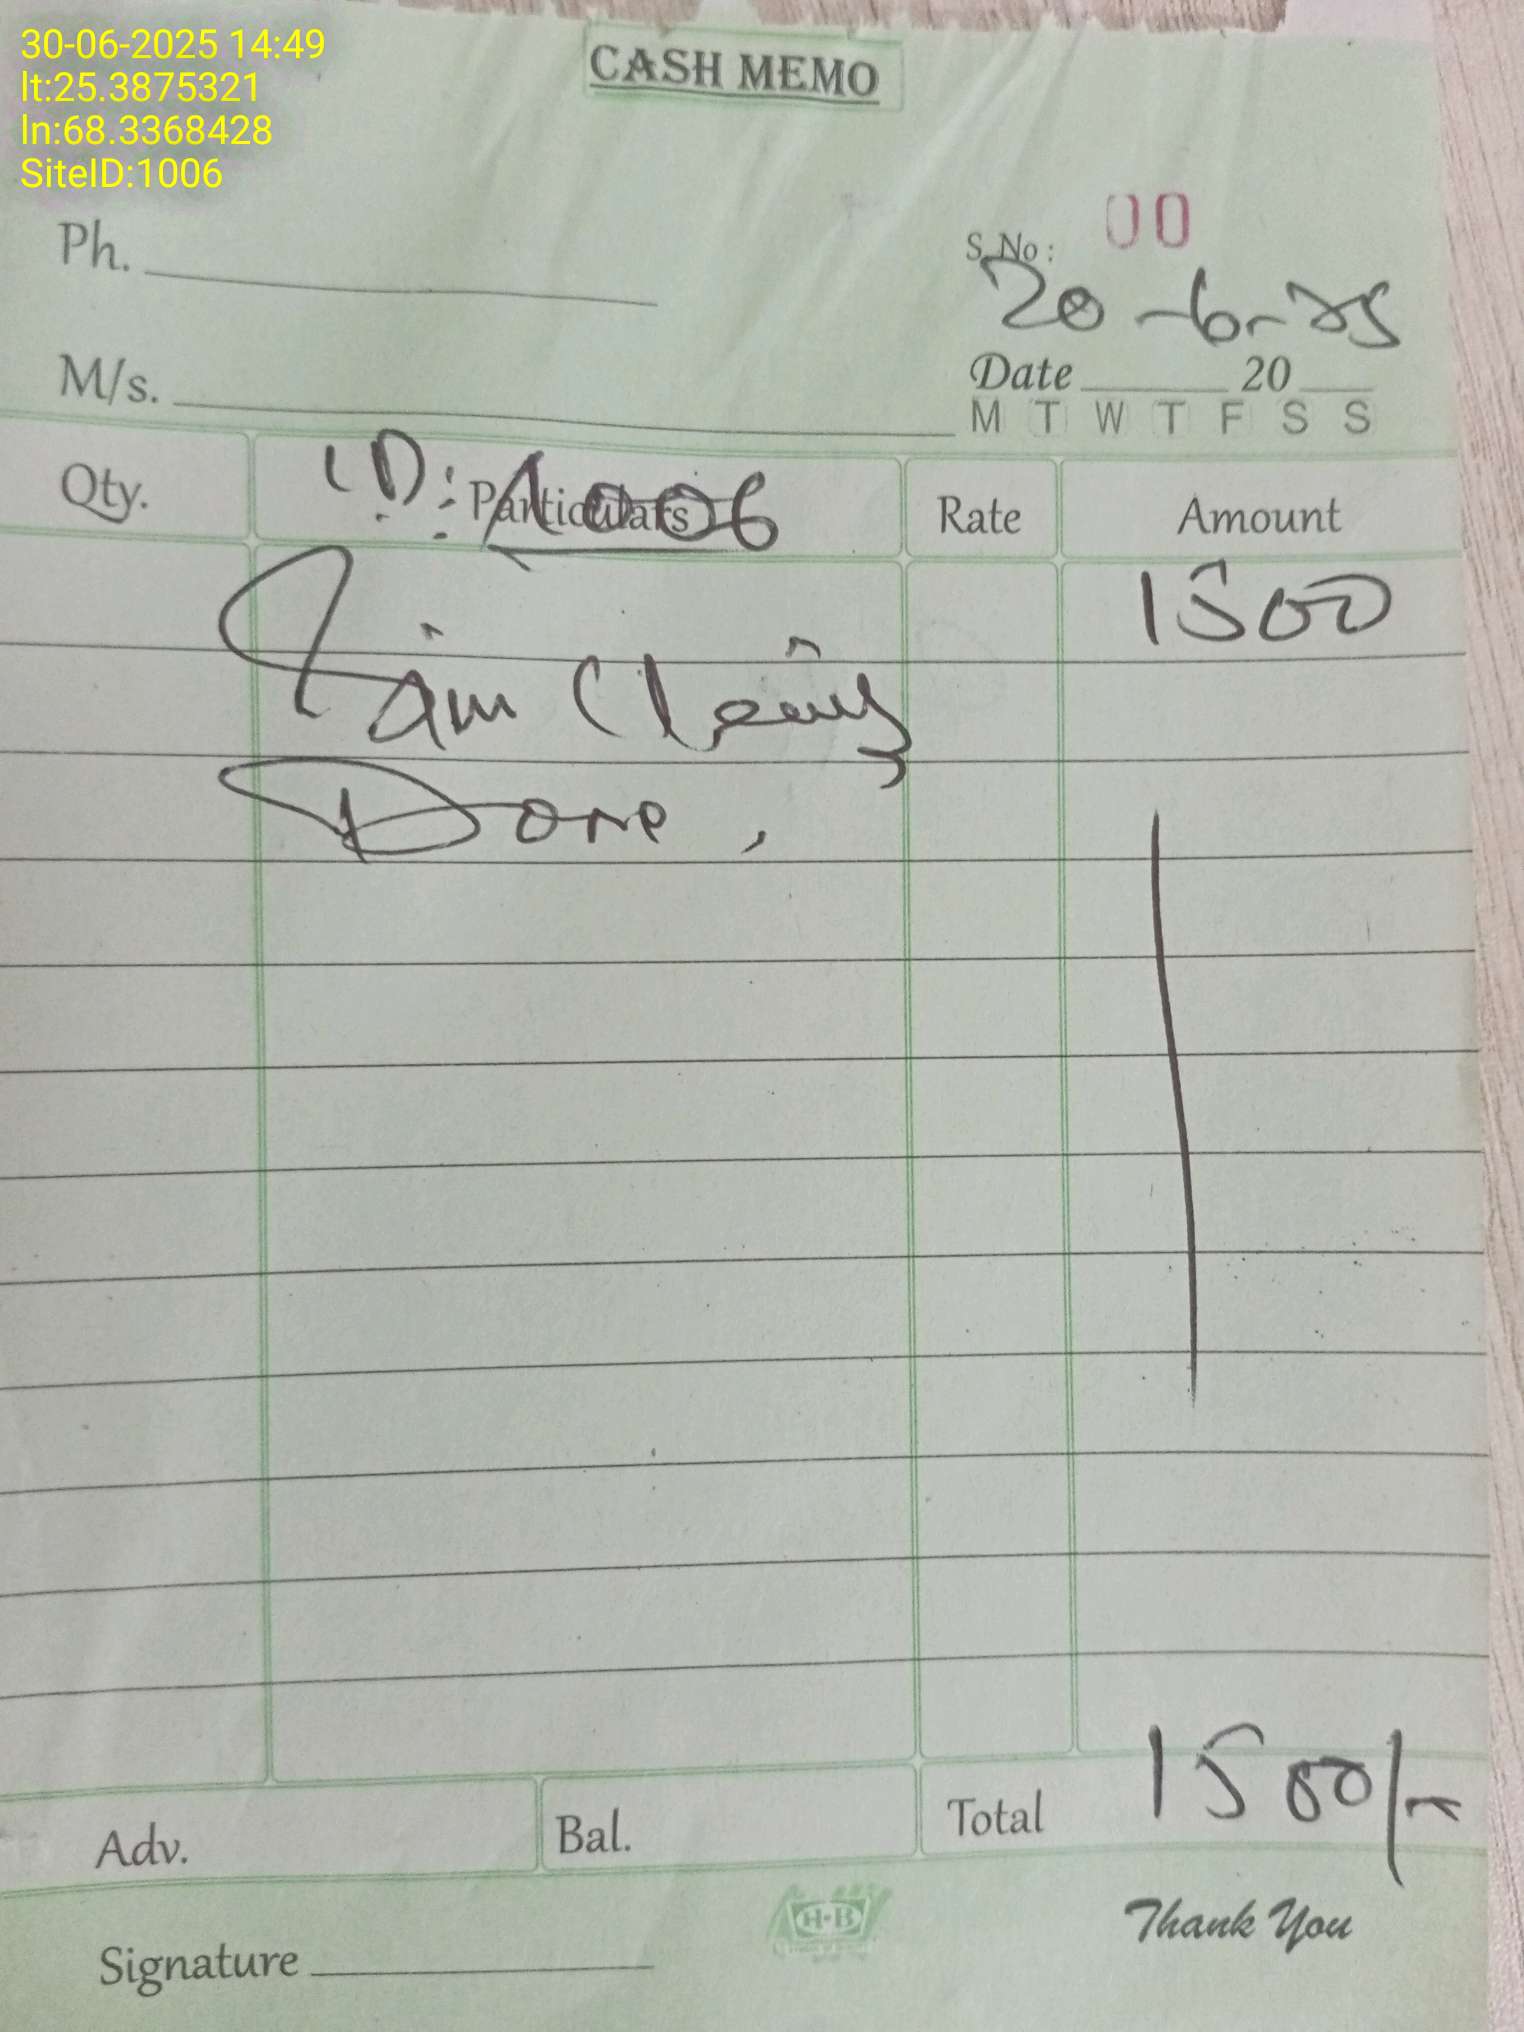 30-06-2025 14:49
lt:25.3875321
ln:68.3368428
SiteID:1006
CASH MEMO
Ph.
S. No: 00
20-6-25
M/s.
Date 20
M T W T F S S
ID: 1006
Qty. Particulars Rate Amount
1500
Done,
Total 1500/-
Adv. Bal.
H-B
Thank You
Signature